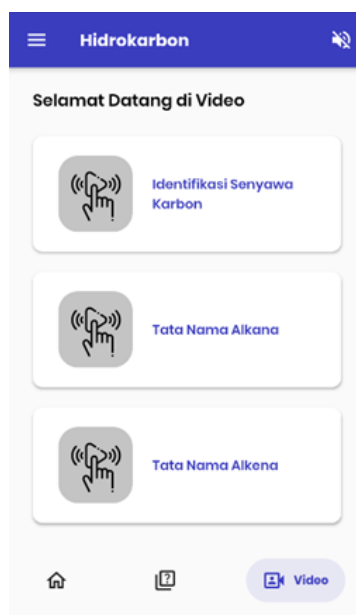 Hidrokarbon
Selamat Datang di Video
Identifikasi Senyawa
Karbon
Tata Nama Alkana
Tata Nama Alkena
?
Video